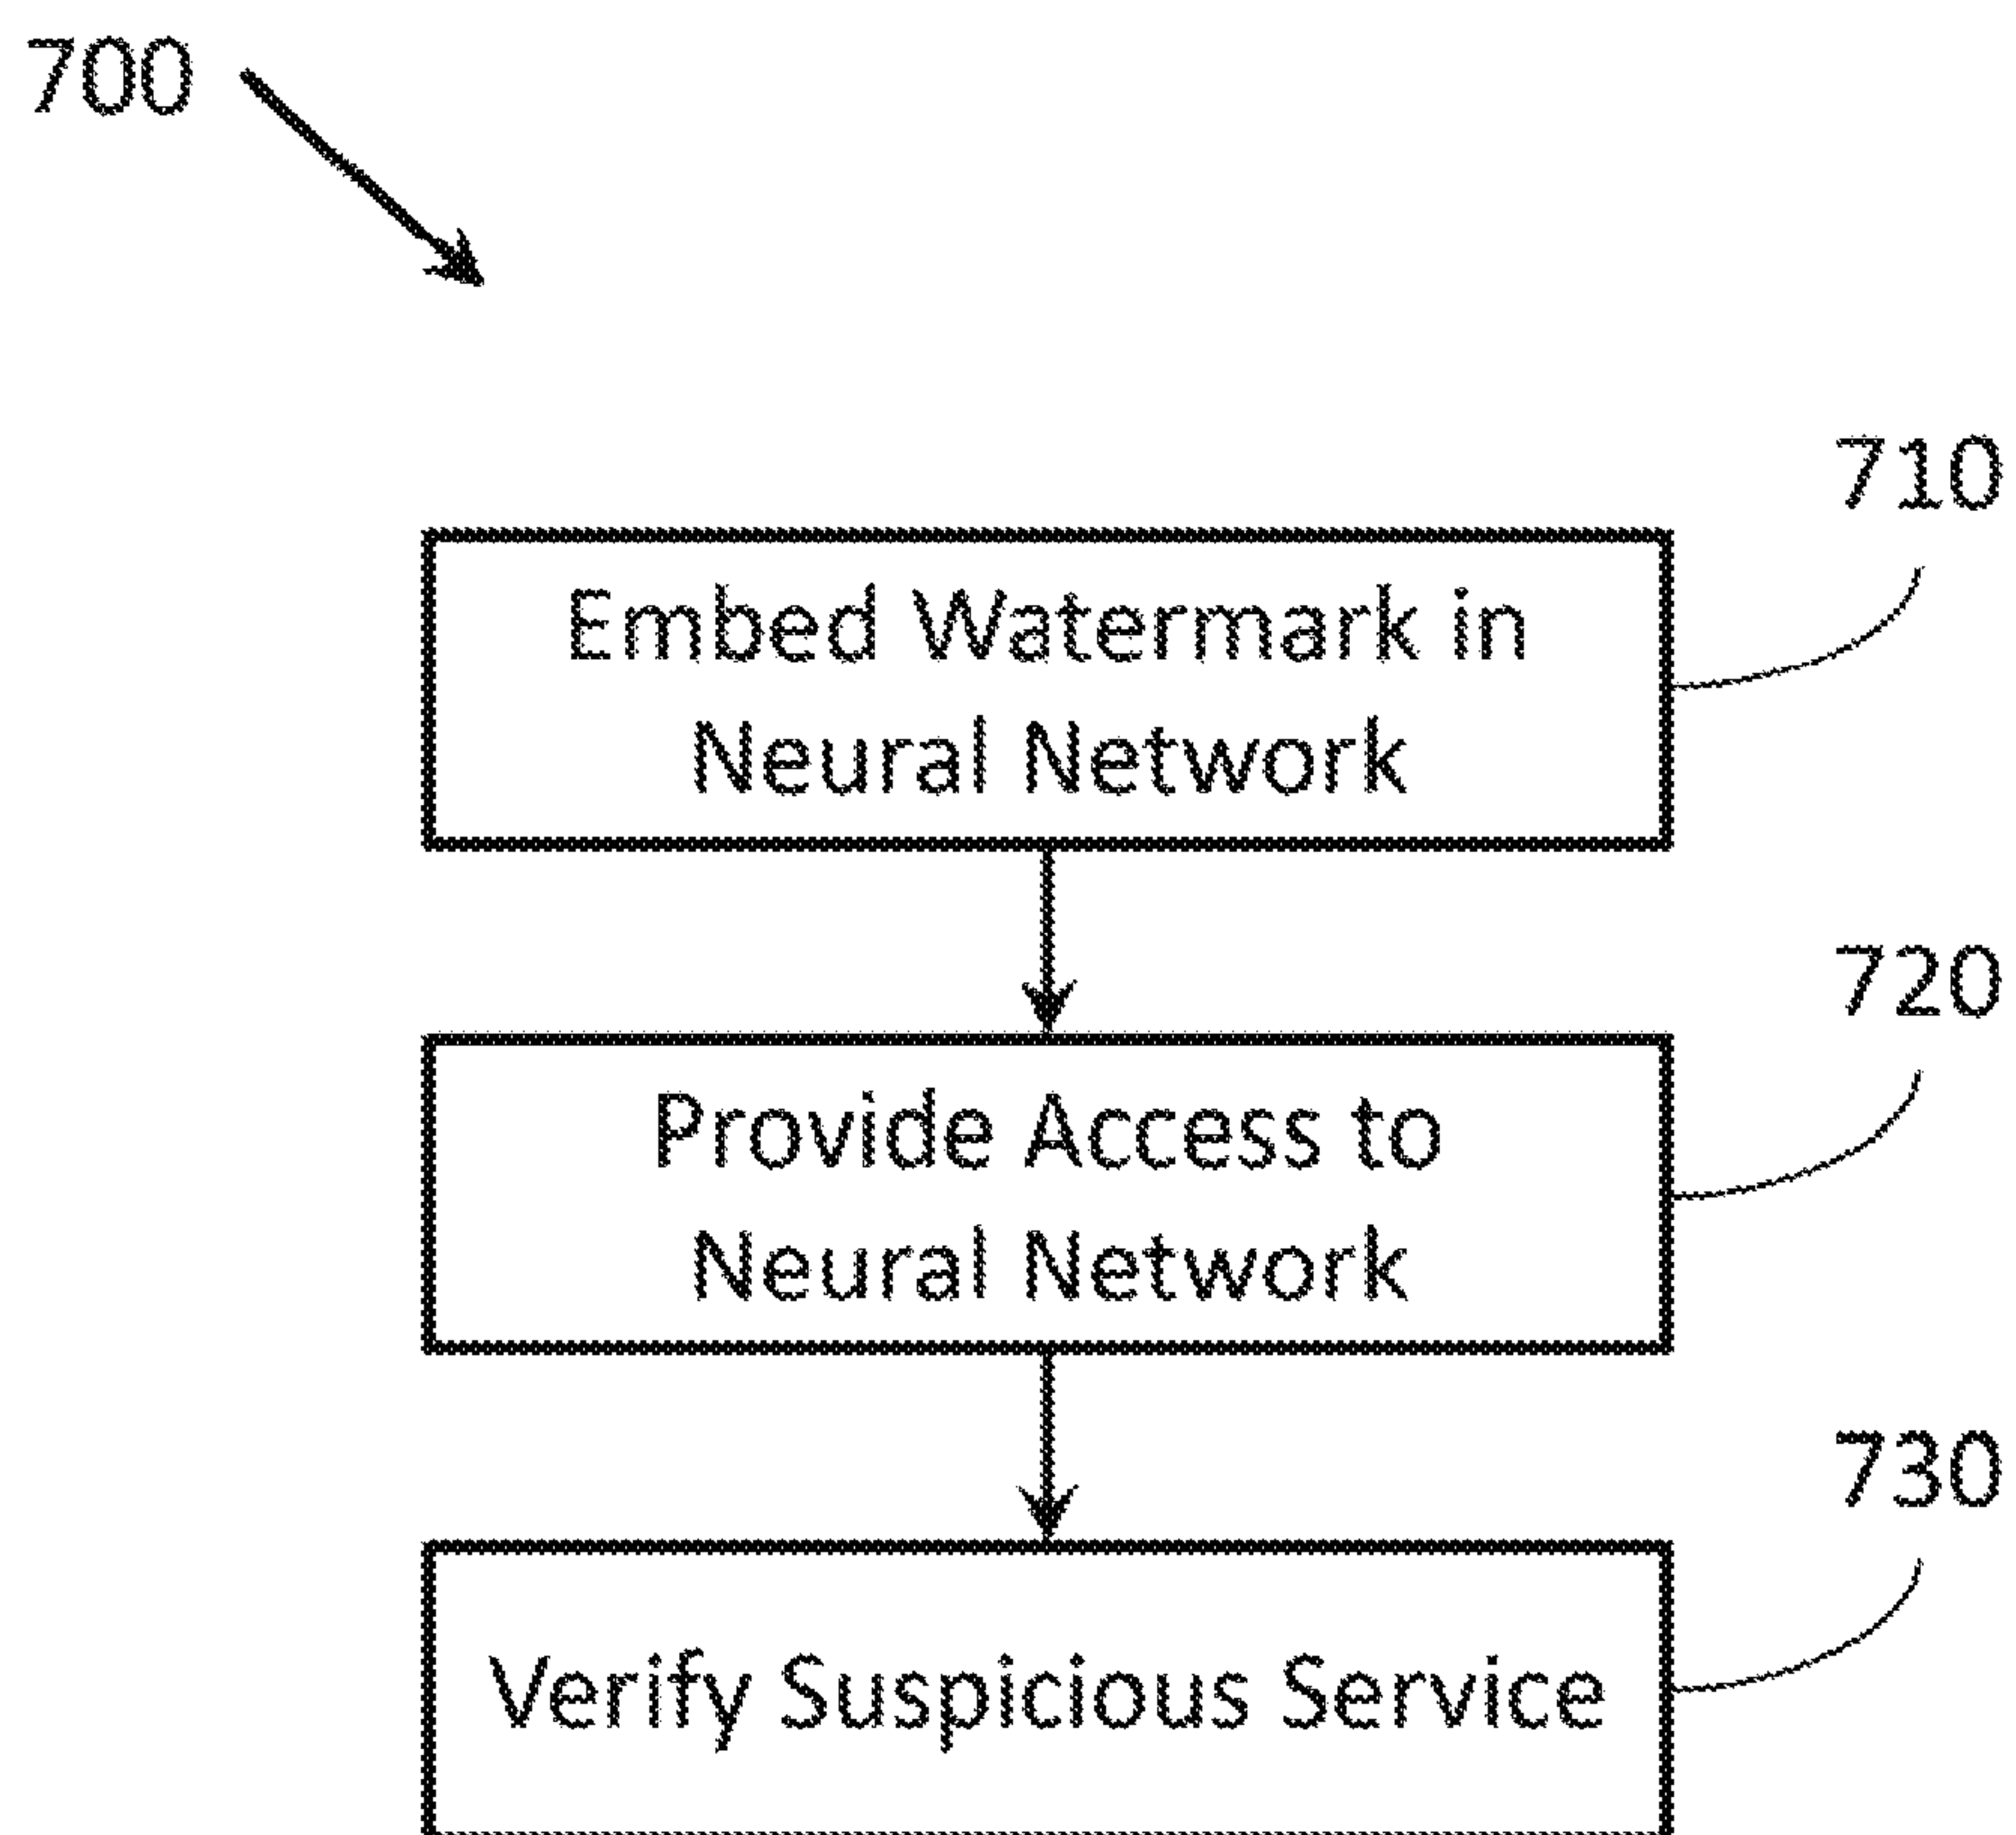 700
710
Embed Watermark in
Neural Network
720
Provide Access to
Neural Network
730
Verify Suspicious Service